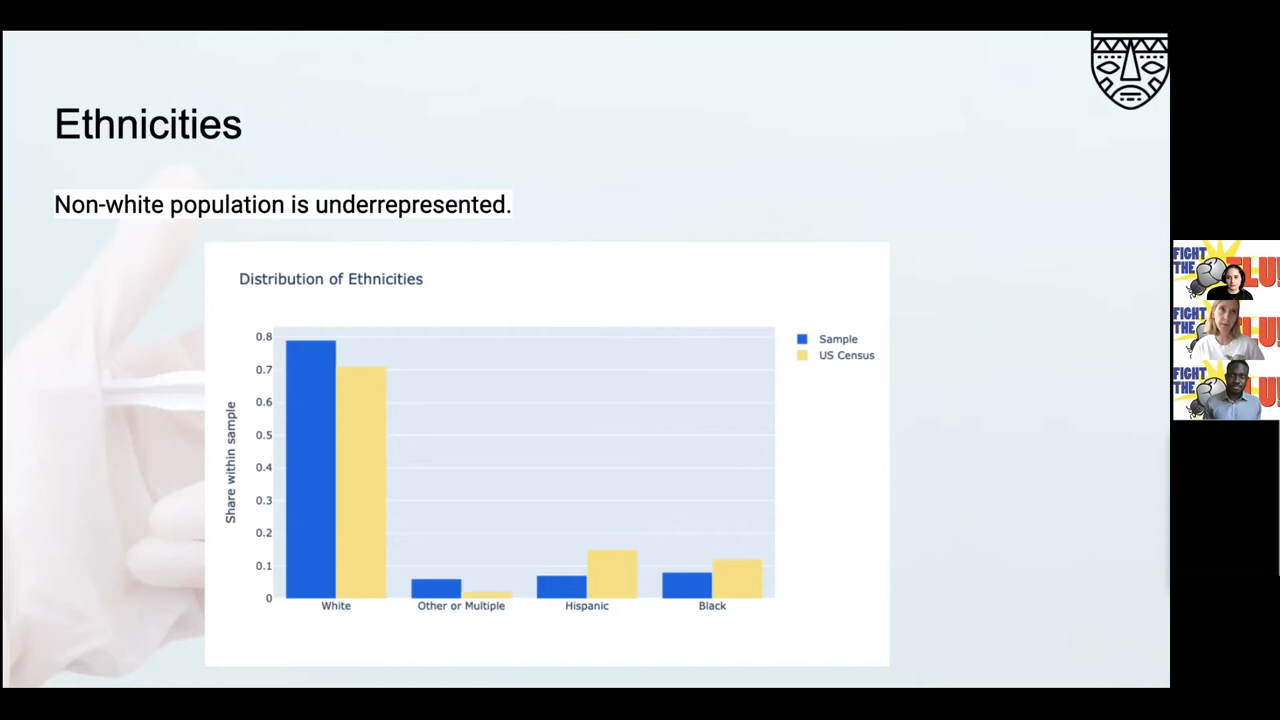 Ethnicities
Non-white population is underrepresented.
Distribution of Ethnicities
Share within sample
0.8
0.7
0.6
0.5
0.4
0.3
0.2
0.1
0
White
Other or Multiple
Hispanic
Black
Sample
US Census
FIGHT
THE
FLU!
FIGHT
THE
LU!
FIGHT
THE
LU!